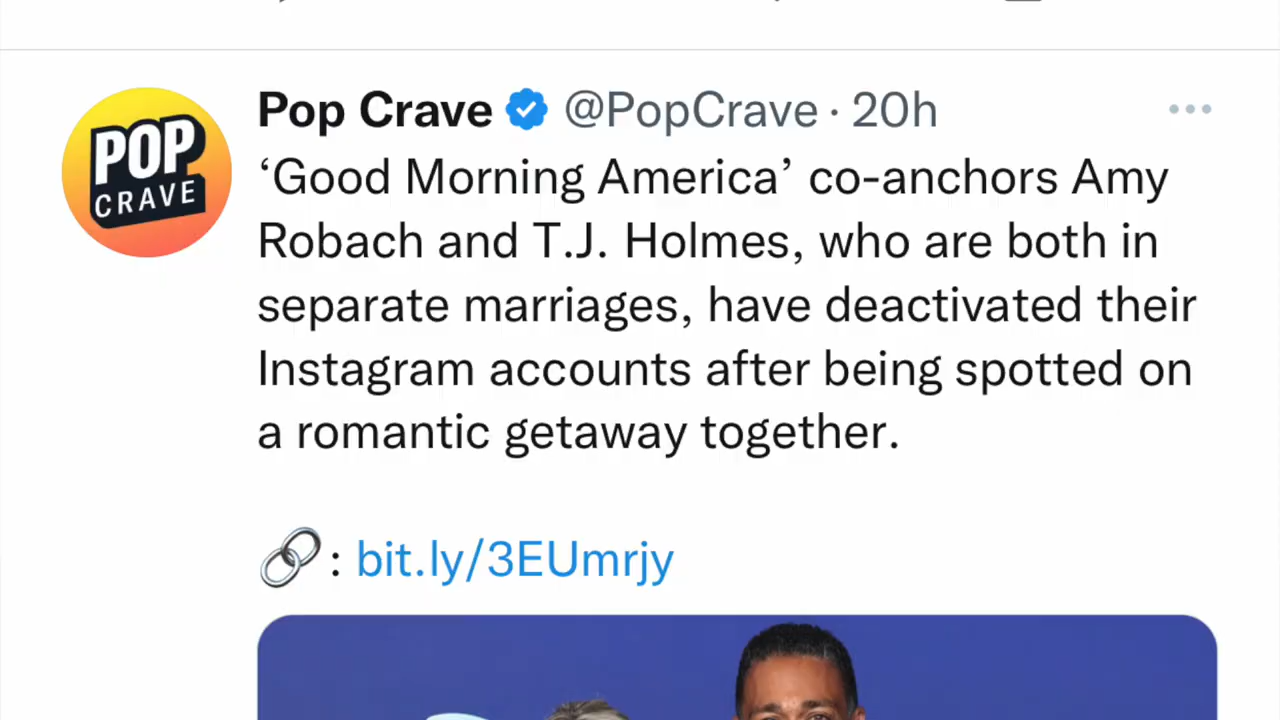 POP
CRAVE
Pop Crave @PopCrave · 20h
‘Good Morning America’ co-anchors Amy
Robach and T.J. Holmes, who are both in
separate marriages, have deactivated their
Instagram accounts after being spotted on
a romantic getaway together.
: bit.ly/3EUmrjy